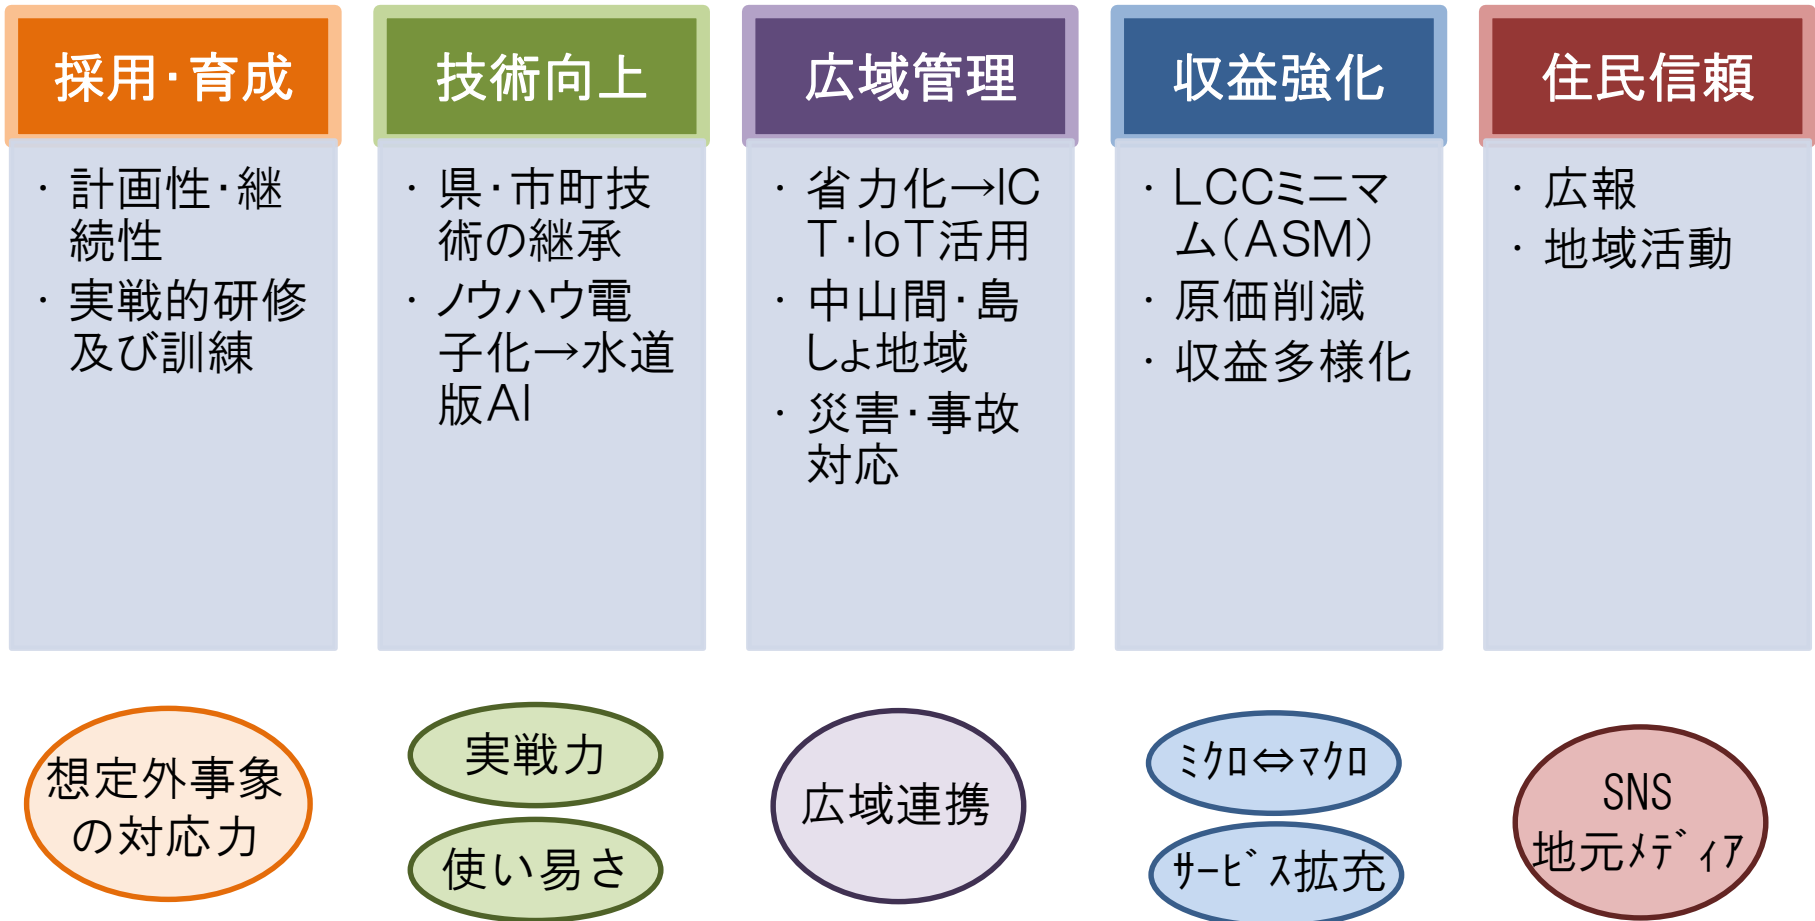 採用・育成
・計画性・継
続性
・実戦的研修
及び訓練
技術向上
・県・市町技
術の継承
・ノウハウ電
子化→水道
版AI
広域管理
・省力化→IC
T・IoT活用
・中山間・島
しょ地域
・災害・事故
対応
収益強化
・LCCミニマ
ム(ASM)
・原価削減
・収益多様化
住民信頼
・広報
・地域活動
想定外事象
の対応力
実戦力
使い易さ
広域連携
ﾐｸﾛ⇔ﾏｸﾛ
ｻｰﾋﾞｽ拡充
SNS
地元ﾒﾃﾞｨｱ